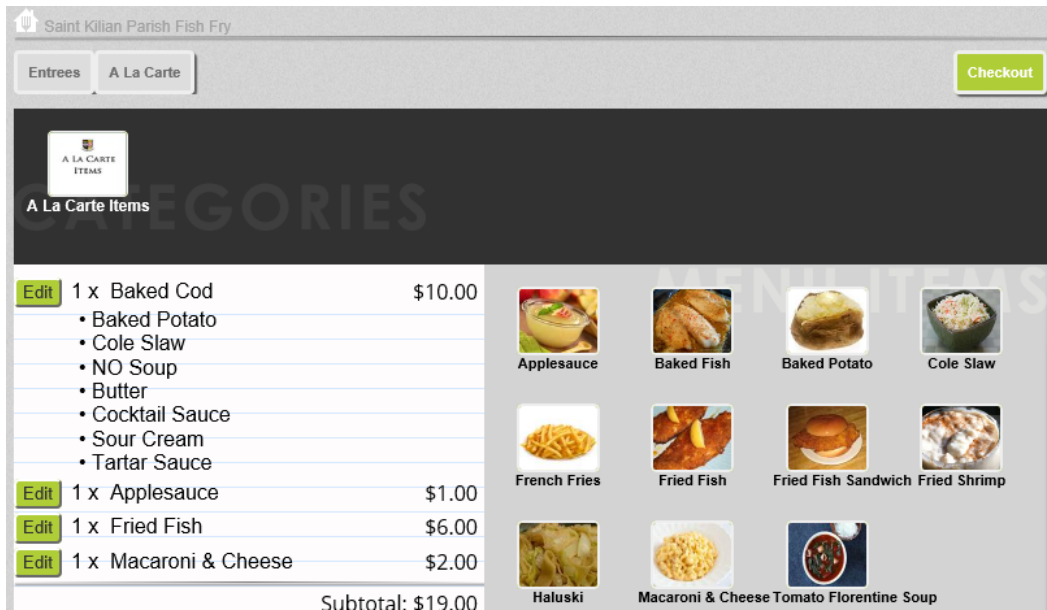 Saint Kilian Parish Fish Fry
Entrees
A La Carte
Checkout
A LA CARTE
ITEMS
A La Carte Items
CATEGORIES
MENU ITEMS
Edit 1 x Baked Cod $10.00
• Baked Potato
• Cole Slaw
• NO Soup
• Butter
• Cocktail Sauce
• Sour Cream
• Tartar Sauce
Edit 1 x Applesauce $1.00
Edit 1 x Fried Fish $6.00
Edit 1 x Macaroni & Cheese $2.00
Subtotal: $19.00
Applesauce
Baked Fish
Baked Potato
Cole Slaw
French Fries
Fried Fish
Fried Fish Sandwich
Fried Shrimp
Haluski
Macaroni & Cheese
Tomato Florentine Soup